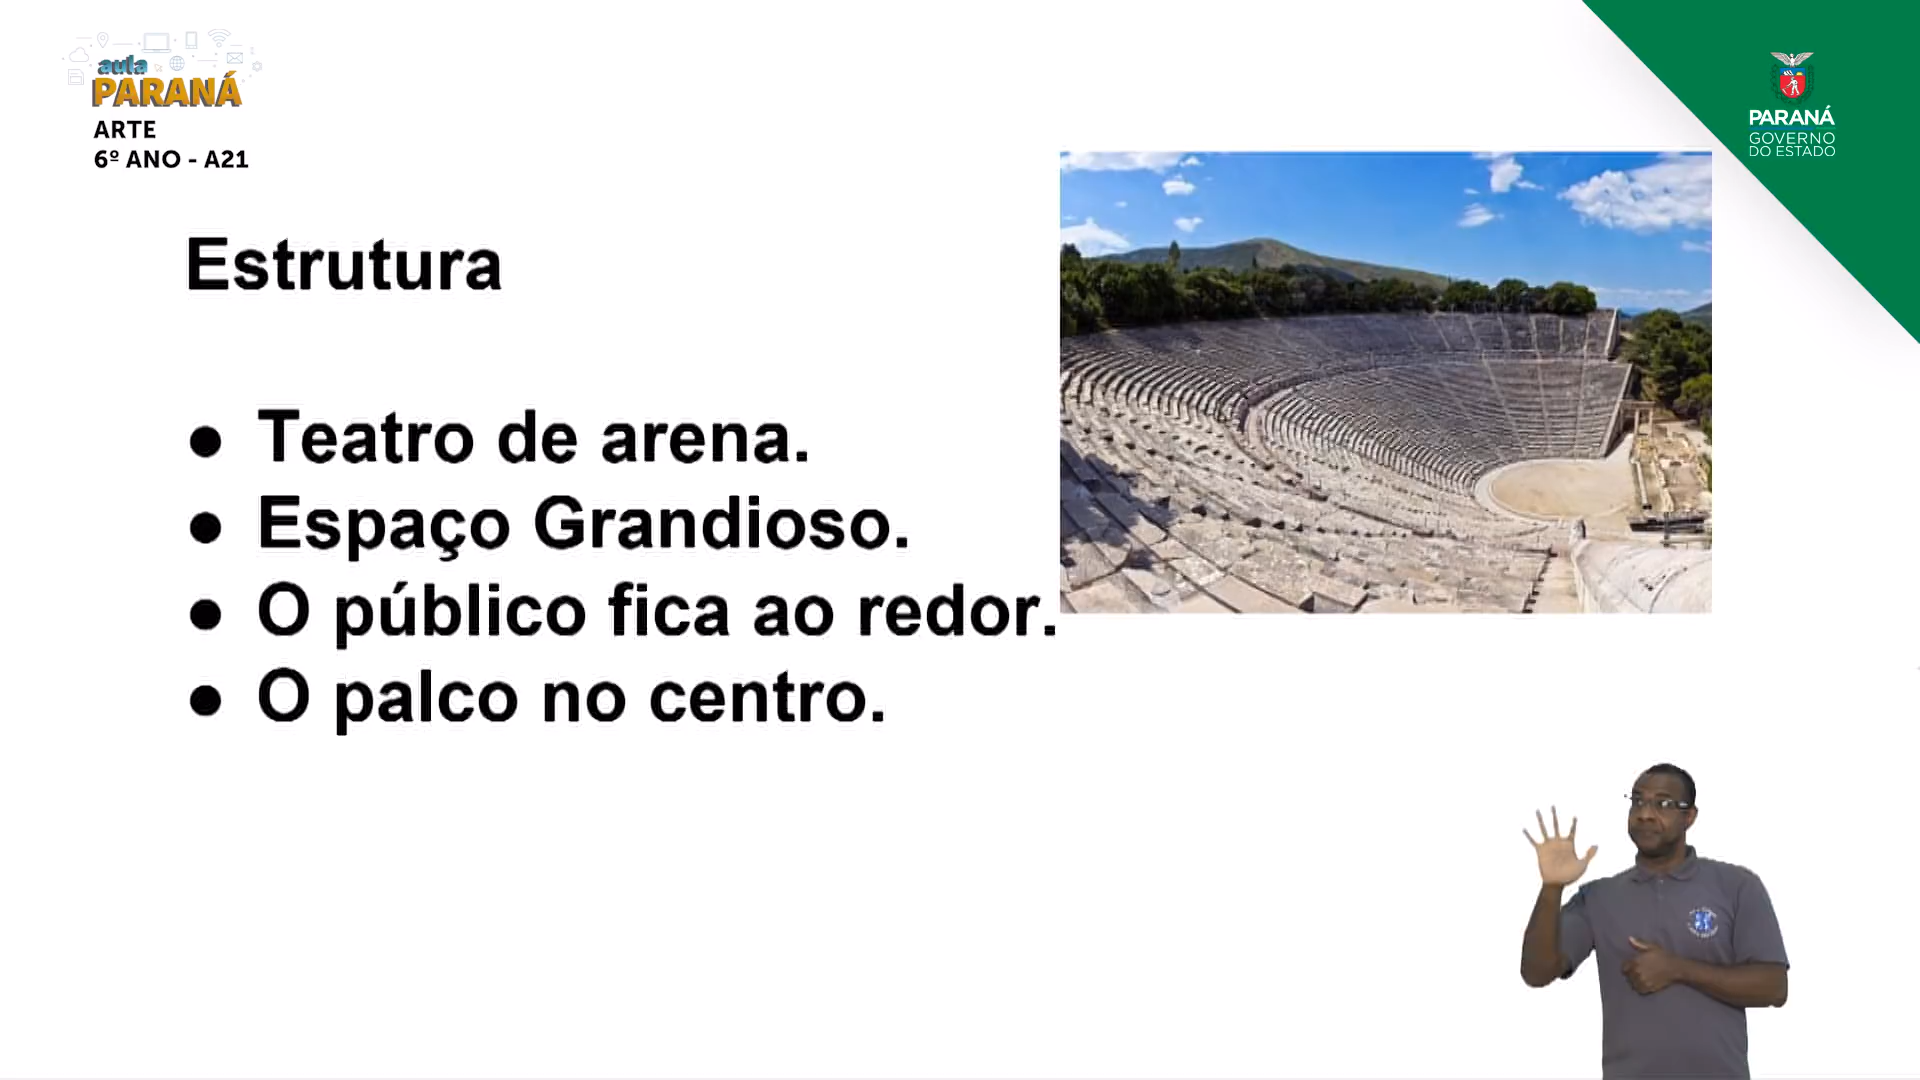 aula
PARANÁ
ARTE
6º ANO - A21
PARANÁ
GOVERNO
DO ESTADO
Estrutura
● Teatro de arena.
● Espaço Grandioso.
● O público fica ao redor.
● O palco no centro.